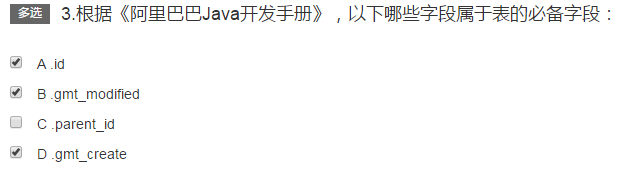 多选 3.根据《阿里巴巴Java开发手册》，以下哪些字段属于表的必备字段：
A .id
B .gmt_modified
C .parent_id
D .gmt_create